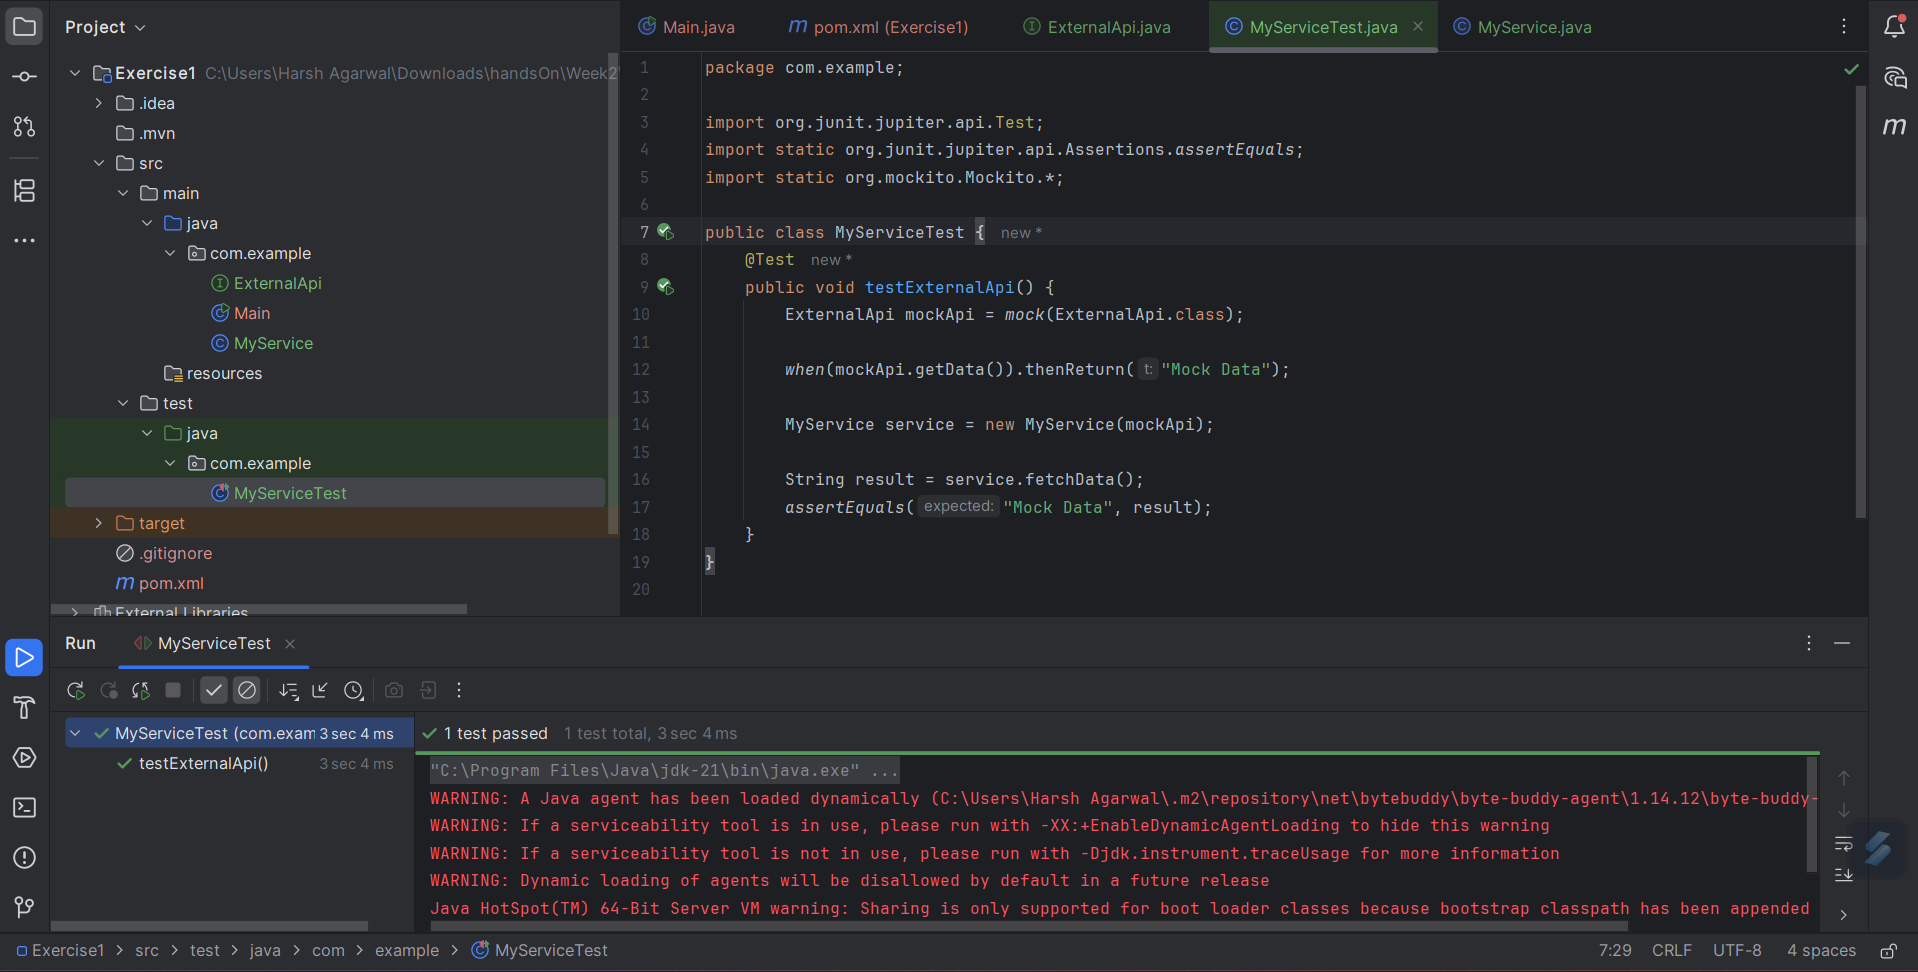 Project
Exercise1 C:\Users\Harsh Agarwal\Downloads\handsOn\Week2
.idea
.mvn
src
main
java
com.example
ExternalApi
Main
MyService
resources
test
java
com.example
MyServiceTest
target
.gitignore
m pom.xml
External Libraries
Main.java m pom.xml (Exercise1) ExternalApi.java MyServiceTest.java MyService.java
m
1 package com.example;
2
3 import org.junit.jupiter.api.Test;
4 import static org.junit.jupiter.api.Assertions.assertEquals;
5 import static org.mockito.Mockito.*;
6
7 public class MyServiceTest { new *
8 @Test new *
9 public void testExternalApi() {
10 ExternalApi mockApi = mock(ExternalApi.class);
11
12 when(mockApi.getData()).thenReturn( t: "Mock Data");
13
14 MyService service = new MyService(mockApi);
15
16 String result = service.fetchData();
17 assertEquals( expected: "Mock Data", result);
18 }
19 }
20
Run MyServiceTest
MyServiceTest (com.exam 3 sec 4 ms
testExternalApi() 3 sec 4 ms
1 test passed 1 test total, 3 sec 4 ms
"C:\Program Files\Java\jdk-21\bin\java.exe" ...
WARNING: A Java agent has been loaded dynamically (C:\Users\Harsh Agarwal\.m2\repository\net\bytebuddy\byte-buddy-agent\1.14.12\byte-buddy-
WARNING: If a serviceability tool is in use, please run with -XX:+EnableDynamicAgentLoading to hide this warning
WARNING: If a serviceability tool is not in use, please run with -Djdk.instrument.traceUsage for more information
WARNING: Dynamic loading of agents will be disallowed by default in a future release
Java HotSpot(TM) 64-Bit Server VM warning: Sharing is only supported for boot loader classes because bootstrap classpath has been appended
Exercise1 > src > test > java > com > example > MyServiceTest
7:29 CRLF UTF-8 4 spaces